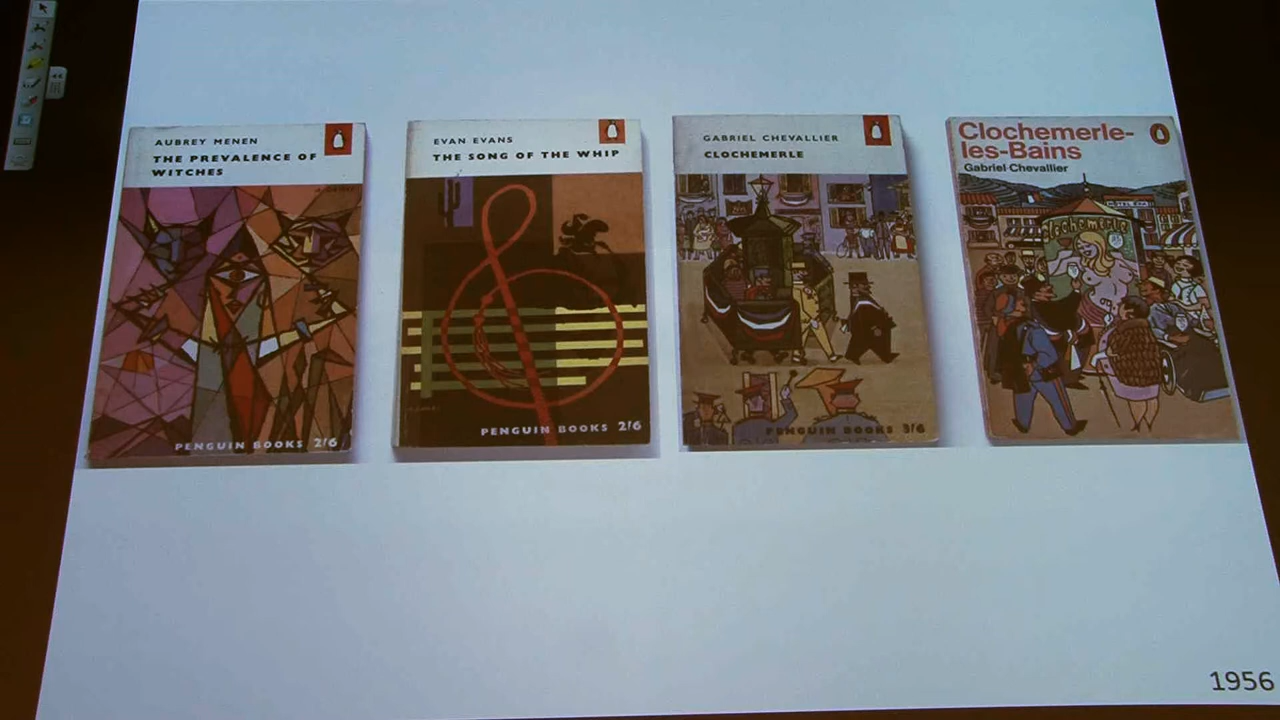 AUBREY MENEN
THE PREVALENCE OF
WITCHES
PENGUIN BOOKS 2'6
EVAN EVANS
THE SONG OF THE WHIP
PENGUIN BOOKS 2'6
GABRIEL CHEVALLIER
CLOCHEMERLE
PENGUIN BOOKS 3'6
Clochemerle-
les-Bains
Gabriel Chevallier
Clochemerle
1956